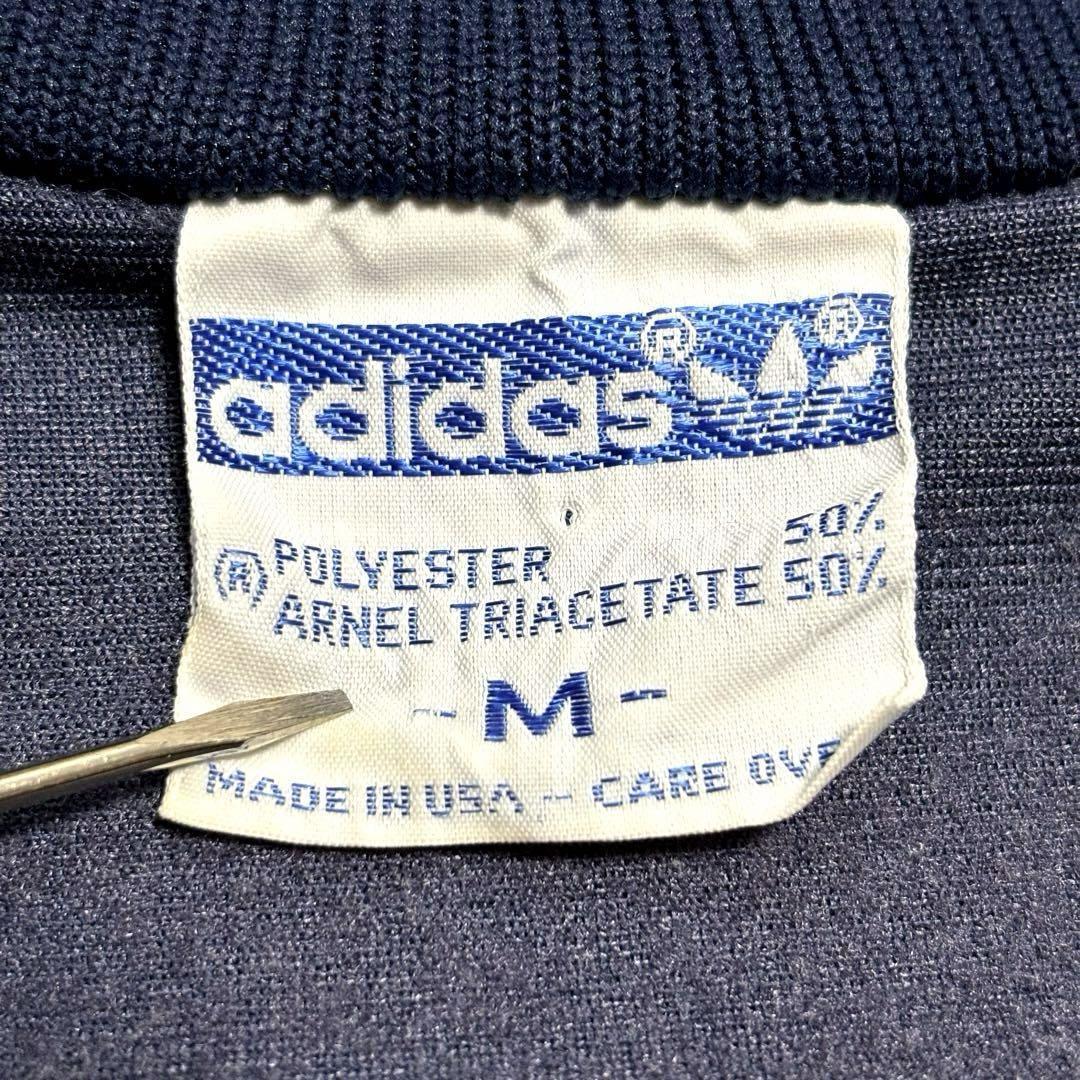 adidas® ®
POLYESTER 50%
® ARNEL TRIACETATE 50%
- M -
MADE IN USA - CARE